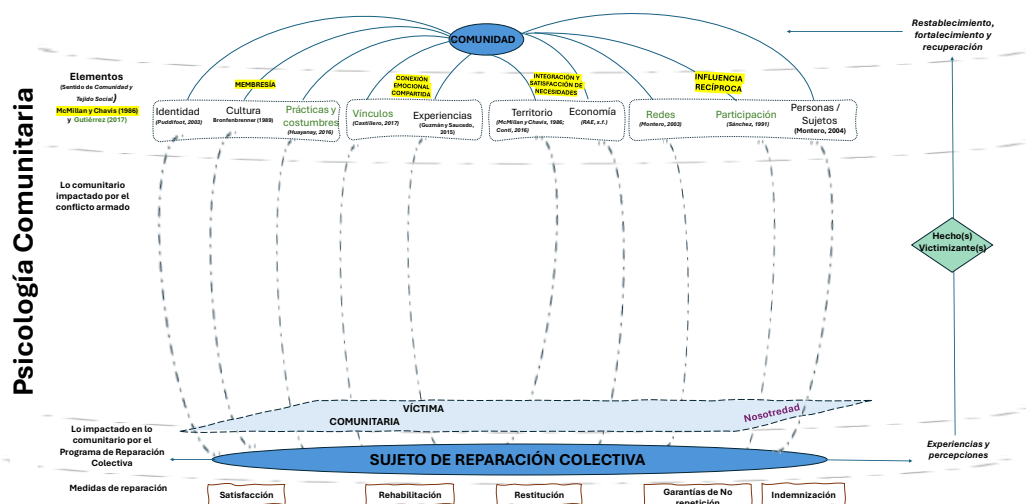 Psicología Comunitaria
COMUNIDAD
Restablecimiento,
fortalecimiento y
recuperación
Elementos
(Sentido de Comunidad y
Tejido Social)
McMillan y Chavis (1986)
y Gutiérrez (2017)
MEMBRESÍA
CONEXIÓN
EMOCIONAL
COMPARTIDA
INTEGRACIÓN Y
SATISFACCIÓN DE
NECESIDADES
INFLUENCIA
RECÍPROCA
Identidad
(Puddifoot, 2003)
Cultura
Bronfenbrenner (1989)
Prácticas y
costumbres
(Huaynay, 2016)
Vínculos
(Castillero, 2017)
Experiencias
(Guzmán y Saucedo,
2015)
Territorio
(McMillan y Chavis, 1986;
Conti, 2016)
Economía
(RAE, s.f.)
Redes
(Montero, 2003)
Participación
(Sánchez, 1991)
Personas /
Sujetos
(Montero, 2004)
Lo comunitario
impactado por el
conflicto armado
Hecho(s)
Victimizante(s)
VÍCTIMA
COMUNITARIA
Nosotredad
Lo impactado en lo
comunitario por el
Programa de Reparación
Colectiva
SUJETO DE REPARACIÓN COLECTIVA
Experiencias y
percepciones
Medidas de reparación
Satisfacción
Rehabilitación
Restitución
Garantías de No
repetición
Indemnización